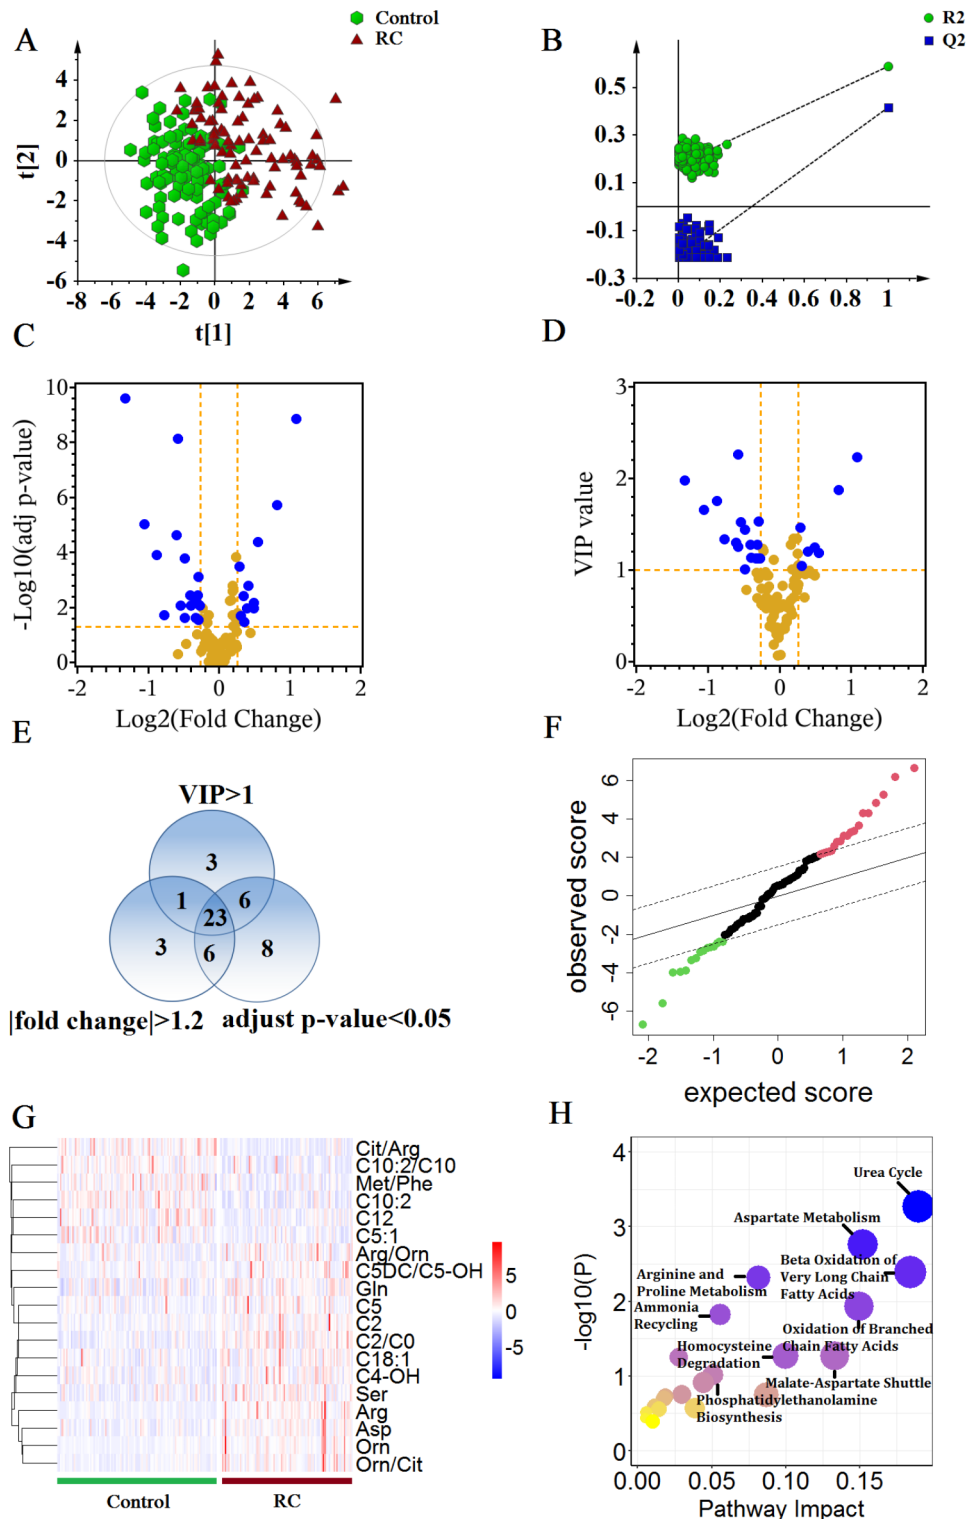 A
Control
RC
4
2
0
-2
-4
-6
t[2]
-8 -6 -4 -2 0 2 4 6
t[1]
B
R2
Q2
0.5
0.3
0.1
-0.1
-0.3
-0.2 0 0.2 0.4 0.6 0.8 1
C
10
8
6
4
2
0
-Log10(adj p-value)
-2 -1 0 1 2
Log2(Fold Change)
D
3
2
1
0
VIP value
-2 -1 0 1 2
Log2(Fold Change)
E
VIP>1
3
1 6
23
3 6 8
|fold change|>1.2 adjust p-value<0.05
F
6
4
2
0
-2
-4
-6
observed score
-2 -1 0 1 2
expected score
G
Cit/Arg
C10:2/C10
Met/Phe
C10:2
C12
C5:1
Arg/Orn
C5DC/C5-OH
Gln
C5
C2
C2/C0
C18:1
C4-OH
Ser
Arg
Asp
Orn
Orn/Cit
5
0
-5
Control RC
H
4
3
2
1
0
-log10(P)
Urea Cycle
Aspartate Metabolism
Beta Oxidation of
Very Long Chain
Fatty Acids
Arginine and
Proline Metabolism
Ammonia
Recycling
Oxidation of Branched
Chain Fatty Acids
Homocysteine
Degradation
Malate-Aspartate Shuttle
Phosphatidylethanolamine
Biosynthesis
0.00 0.05 0.10 0.15
Pathway Impact